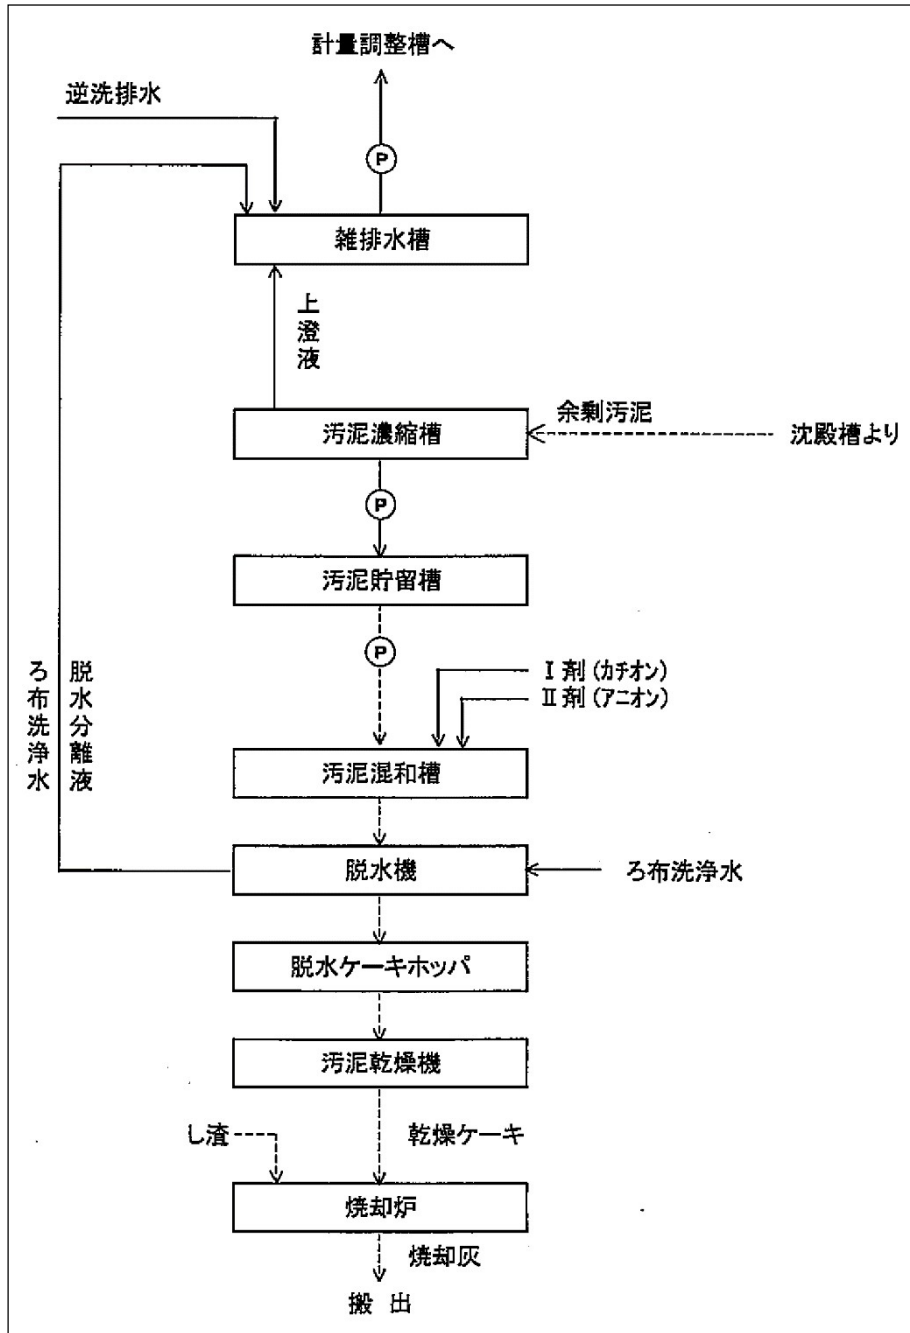 計量調整槽へ
逆洗排水
P
雑排水槽
上澄液
余剰汚泥
汚泥濃縮槽
沈殿槽より
P
汚泥貯留槽
P
ろ布洗浄水
脱水分離液
Ⅰ剤(カチオン)
Ⅱ剤(アニオン)
汚泥混和槽
脱水機
ろ布洗浄水
脱水ケーキホッパ
汚泥乾燥機
し渣
乾燥ケーキ
焼却炉
焼却灰
搬 出